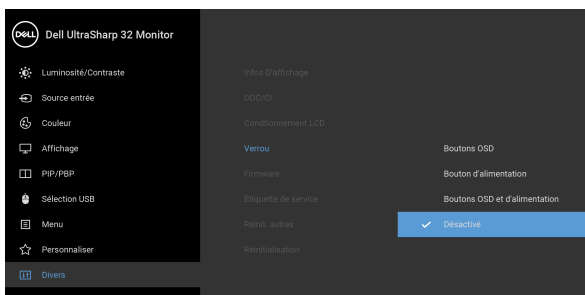 DELL Dell UltraSharp 32 Monitor
Luminosité/Contraste
Source entrée
Couleur
Affichage
PIP/PBP
Sélection USB
Menu
Personnaliser
Divers
Infos D'affichage
DDC/CI
Condtionnement LCD
Verrou
Firmware
Étiquette de service
Réinit. autres
Réinitialisation
Boutons OSD
Bouton d'alimentation
Boutons OSD et d'alimentation
Désactivé